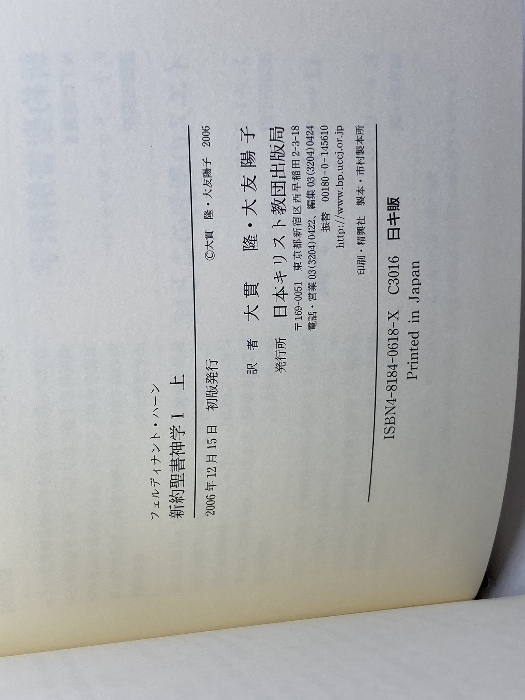 フェルディナント・ハーン
新約聖書神学 I 上
2006年12月15日 初版発行 ©大貫 隆・大友陽子 2006
訳者 大貫 隆・大友陽子
発行所 日本キリスト教団出版局
〒169-0051 東京都新宿区西早稲田2-3-18
電話・営業03(3204)0422、編集03(3204)0424
振替 00180-0-145610
http://www.bp.uccj.or.jp
印刷・精興社 製本・市村製本所
ISBN4-8184-0618-X C3016 日キ販
Printed in Japan